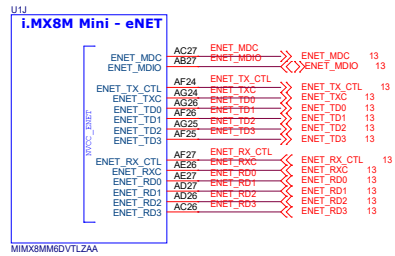 U1J
i.MX8M Mini - eNET
NVCC_ENET
ENET_MDC AC27 ENET_MDC ENET_MDC 13
ENET_MDIO AB27 ENET_MDIO ENET_MDIO 13
ENET_TX_CTL AF24 ENET_TX_CTL ENET_TX_CTL 13
ENET_TXC AG24 ENET_TXC ENET_TXC 13
ENET_TD0 AG26 ENET_TD0 ENET_TD0 13
ENET_TD1 AF26 ENET_TD1 ENET_TD1 13
ENET_TD2 AG25 ENET_TD2 ENET_TD2 13
ENET_TD3 AF25 ENET_TD3 ENET_TD3 13
ENET_RX_CTL AF27 ENET_RX_CTL ENET_RX_CTL 13
ENET_RXC AE26 ENET_RXC ENET_RXC 13
ENET_RD0 AE27 ENET_RD0 ENET_RD0 13
ENET_RD1 AD27 ENET_RD1 ENET_RD1 13
ENET_RD2 AD26 ENET_RD2 ENET_RD2 13
ENET_RD3 AC26 ENET_RD3 ENET_RD3 13
MIMX8MM6DVTLZAA